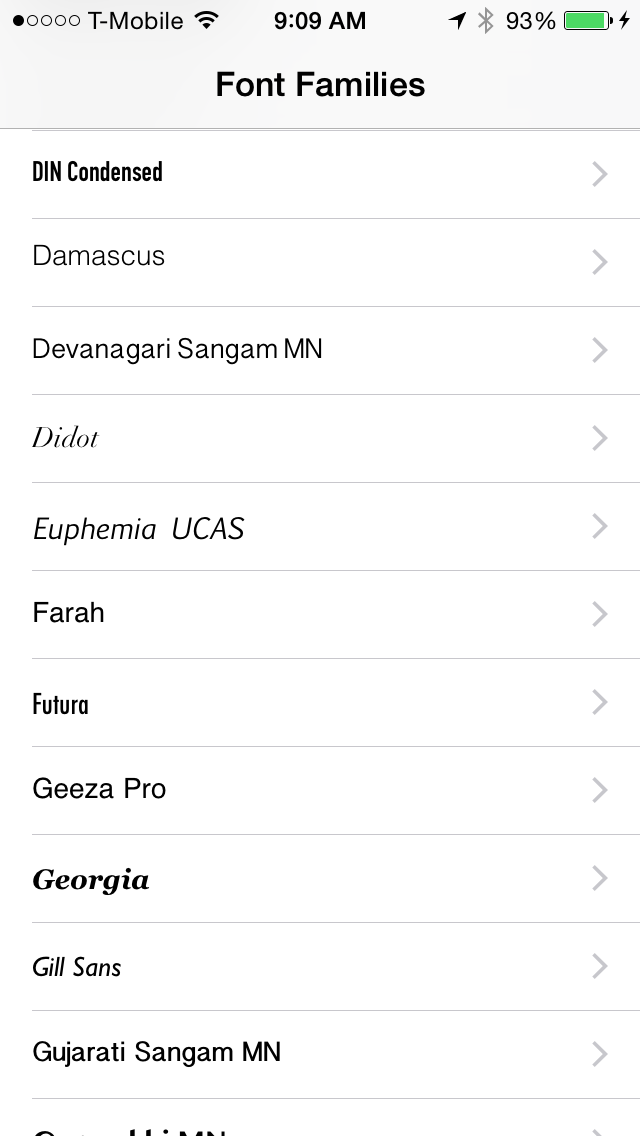 T-Mobile 9:09 AM 93%
Font Families
DIN Condensed
Damascus
Devanagari Sangam MN
Didot
Euphemia UCAS
Farah
Futura
Geeza Pro
Georgia
Gill Sans
Gujarati Sangam MN
MN